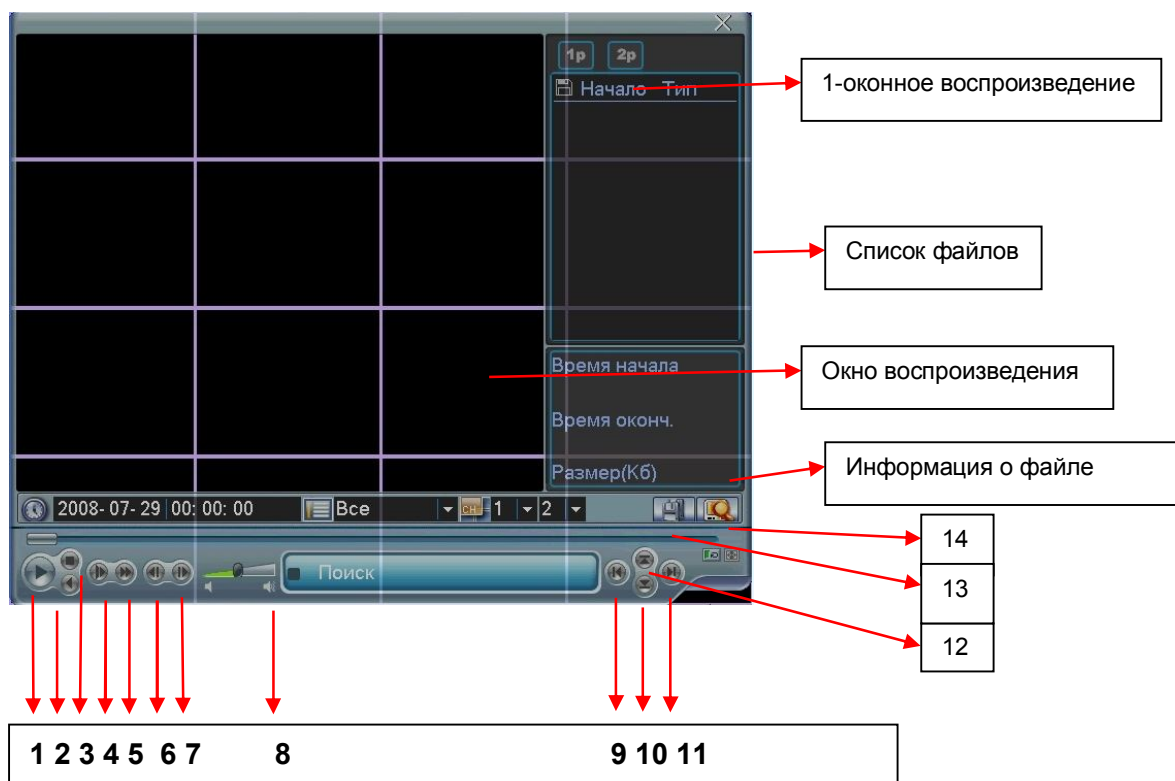 1p 2p
Начало Тип
1-оконное воспроизведение
Список файлов
Время начала
Окно воспроизведения
Время оконч.
Информация о файле
Размер(Кб)
2008- 07- 29 00: 00: 00 Все CH 1 2
14
Поиск
13
12
1 2 3 4 5 6 7 8 9 10 11